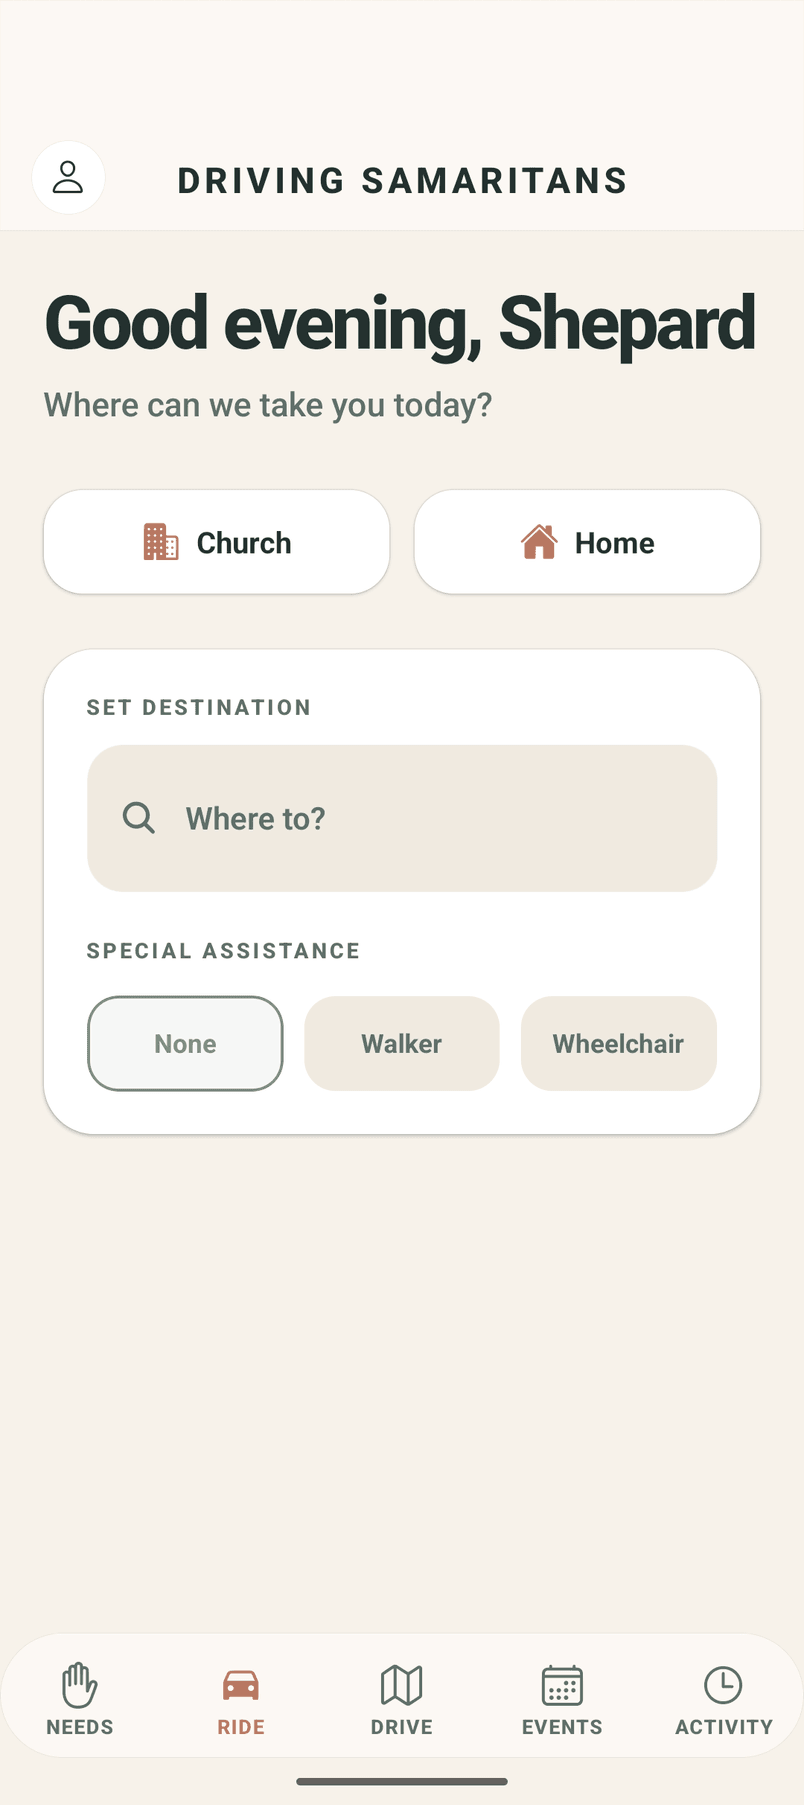 DRIVING SAMARITANS
Good evening, Shepard
Where can we take you today?
Church
Home
SET DESTINATION
Where to?
SPECIAL ASSISTANCE
None
Walker
Wheelchair
NEEDS
RIDE
DRIVE
EVENTS
ACTIVITY